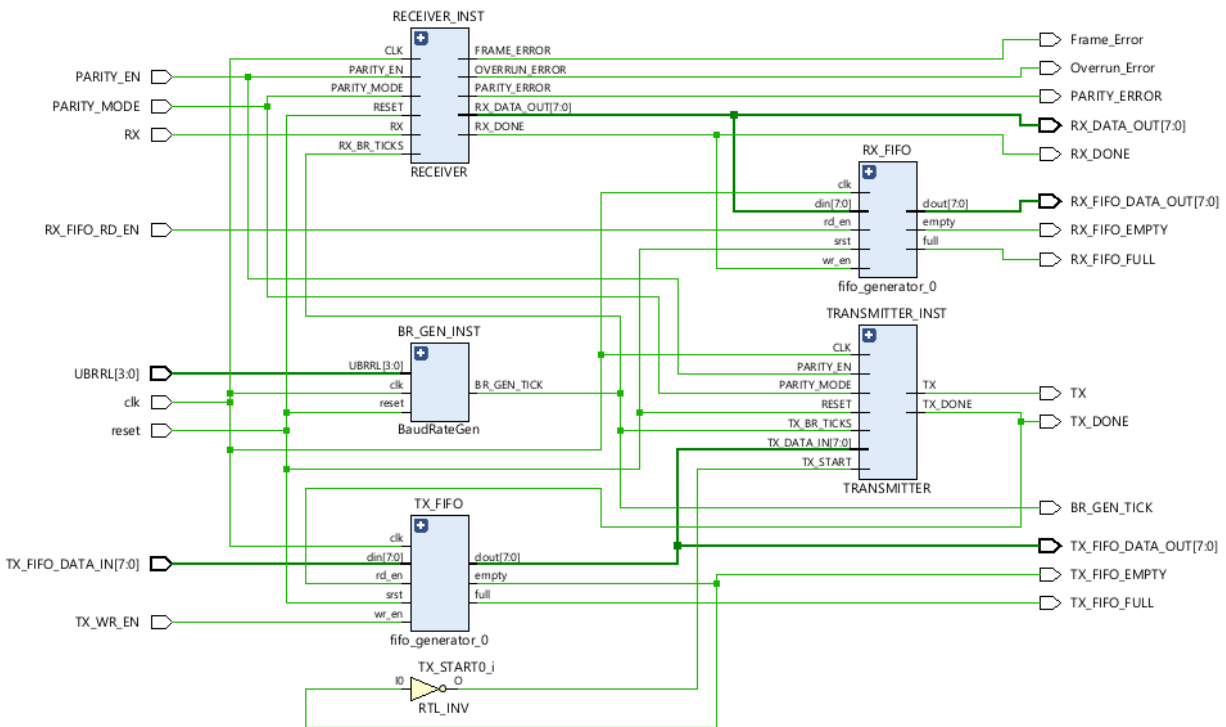 RECEIVER_INST
CLK
PARITY_EN
PARITY_MODE
RESET
RX
RX_BR_TICKS
FRAME_ERROR
OVERRUN_ERROR
PARITY_ERROR
RX_DATA_OUT[7:0]
RX_DONE
RECEIVER
PARITY_EN
PARITY_MODE
RX
RX_FIFO_RD_EN
UBRRL[3:0]
clk
reset
TX_FIFO_DATA_IN[7:0]
TX_WR_EN
RX_FIFO
clk
din[7:0]
rd_en
srst
wr_en
dout[7:0]
empty
full
fifo_generator_0
BR_GEN_INST
UBRRL[3:0]
clk
reset
BR_GEN_TICK
BaudRateGen
TRANSMITTER_INST
CLK
PARITY_EN
PARITY_MODE
RESET
TX_BR_TICKS
TX_DATA_IN[7:0]
TX_START
TX
TX_DONE
TRANSMITTER
TX_FIFO
clk
din[7:0]
rd_en
srst
wr_en
dout[7:0]
empty
full
fifo_generator_0
TX_START0_i
I0
O
RTL_INV
Frame_Error
Overrun_Error
PARITY_ERROR
RX_DATA_OUT[7:0]
RX_DONE
RX_FIFO_DATA_OUT[7:0]
RX_FIFO_EMPTY
RX_FIFO_FULL
TX
TX_DONE
BR_GEN_TICK
TX_FIFO_DATA_OUT[7:0]
TX_FIFO_EMPTY
TX_FIFO_FULL